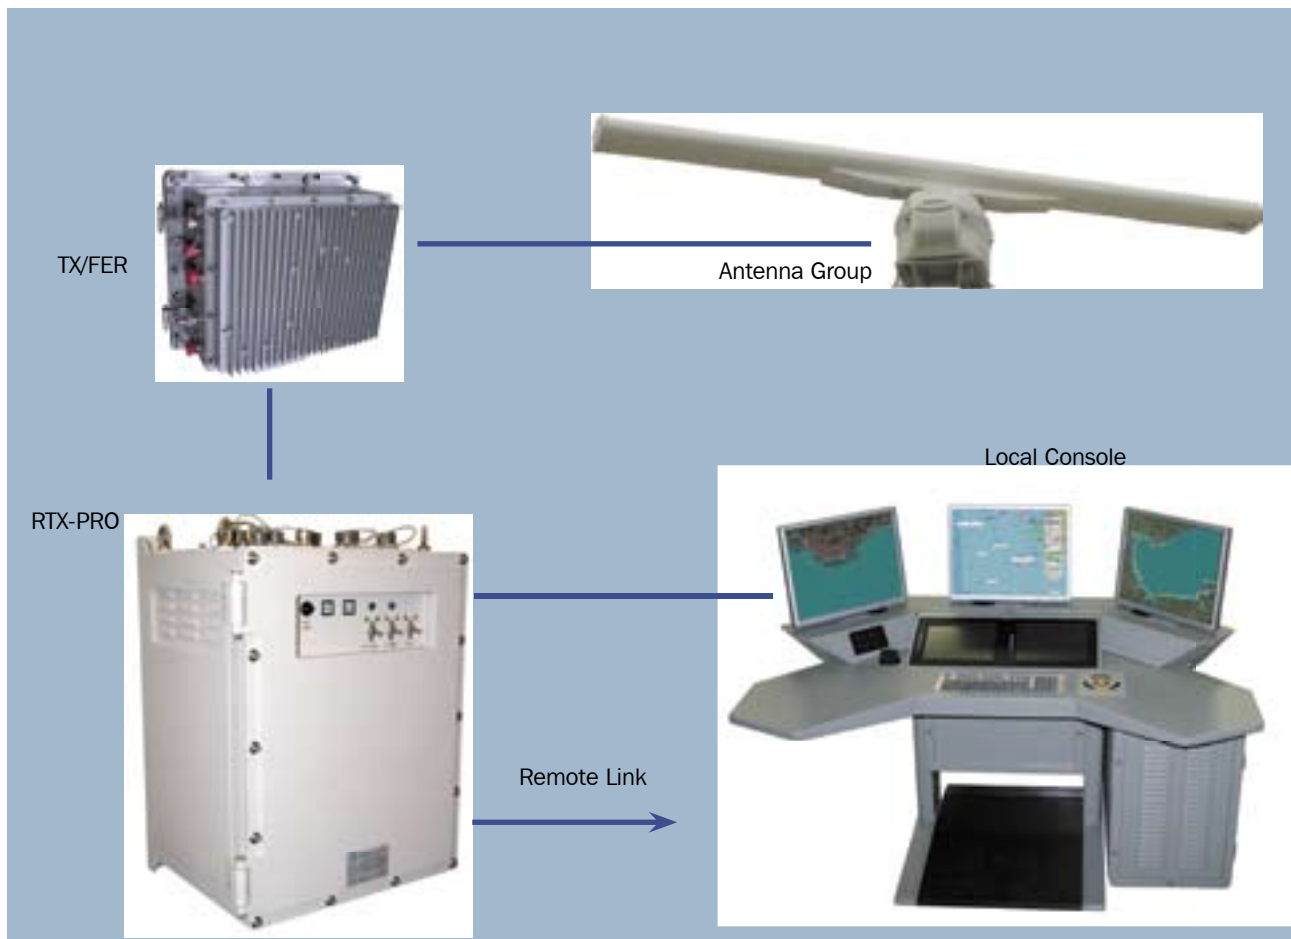 TX/FER
Antenna Group
Local Console
RTX-PRO
Remote Link